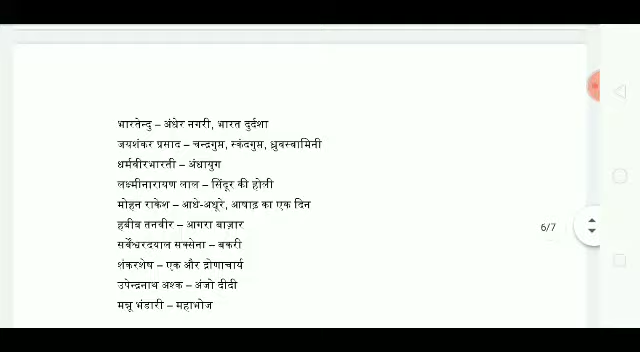 भारतेन्दु – अंधेर नगरी, भारत दुर्दशा
जयशंकर प्रसाद – चन्द्रगुप्त, स्कंदगुप्त, ध्रुवस्वामिनी
धर्मवीरभारती – अंधायुग
लक्ष्मीनारायण लाल – सिंदूर की होली
मोहन राकेश – आधे-अधूरे, आषाढ़ का एक दिन
हबीब तनवीर – आगरा बाज़ार
सर्वेश्वरदयाल सक्सेना – बकरी
शंकरशेष – एक और द्रोणाचार्य
उपेन्द्रनाथ अश्क – अंजो दीदी
मन्नू भंडारी – महाभोज
6/7